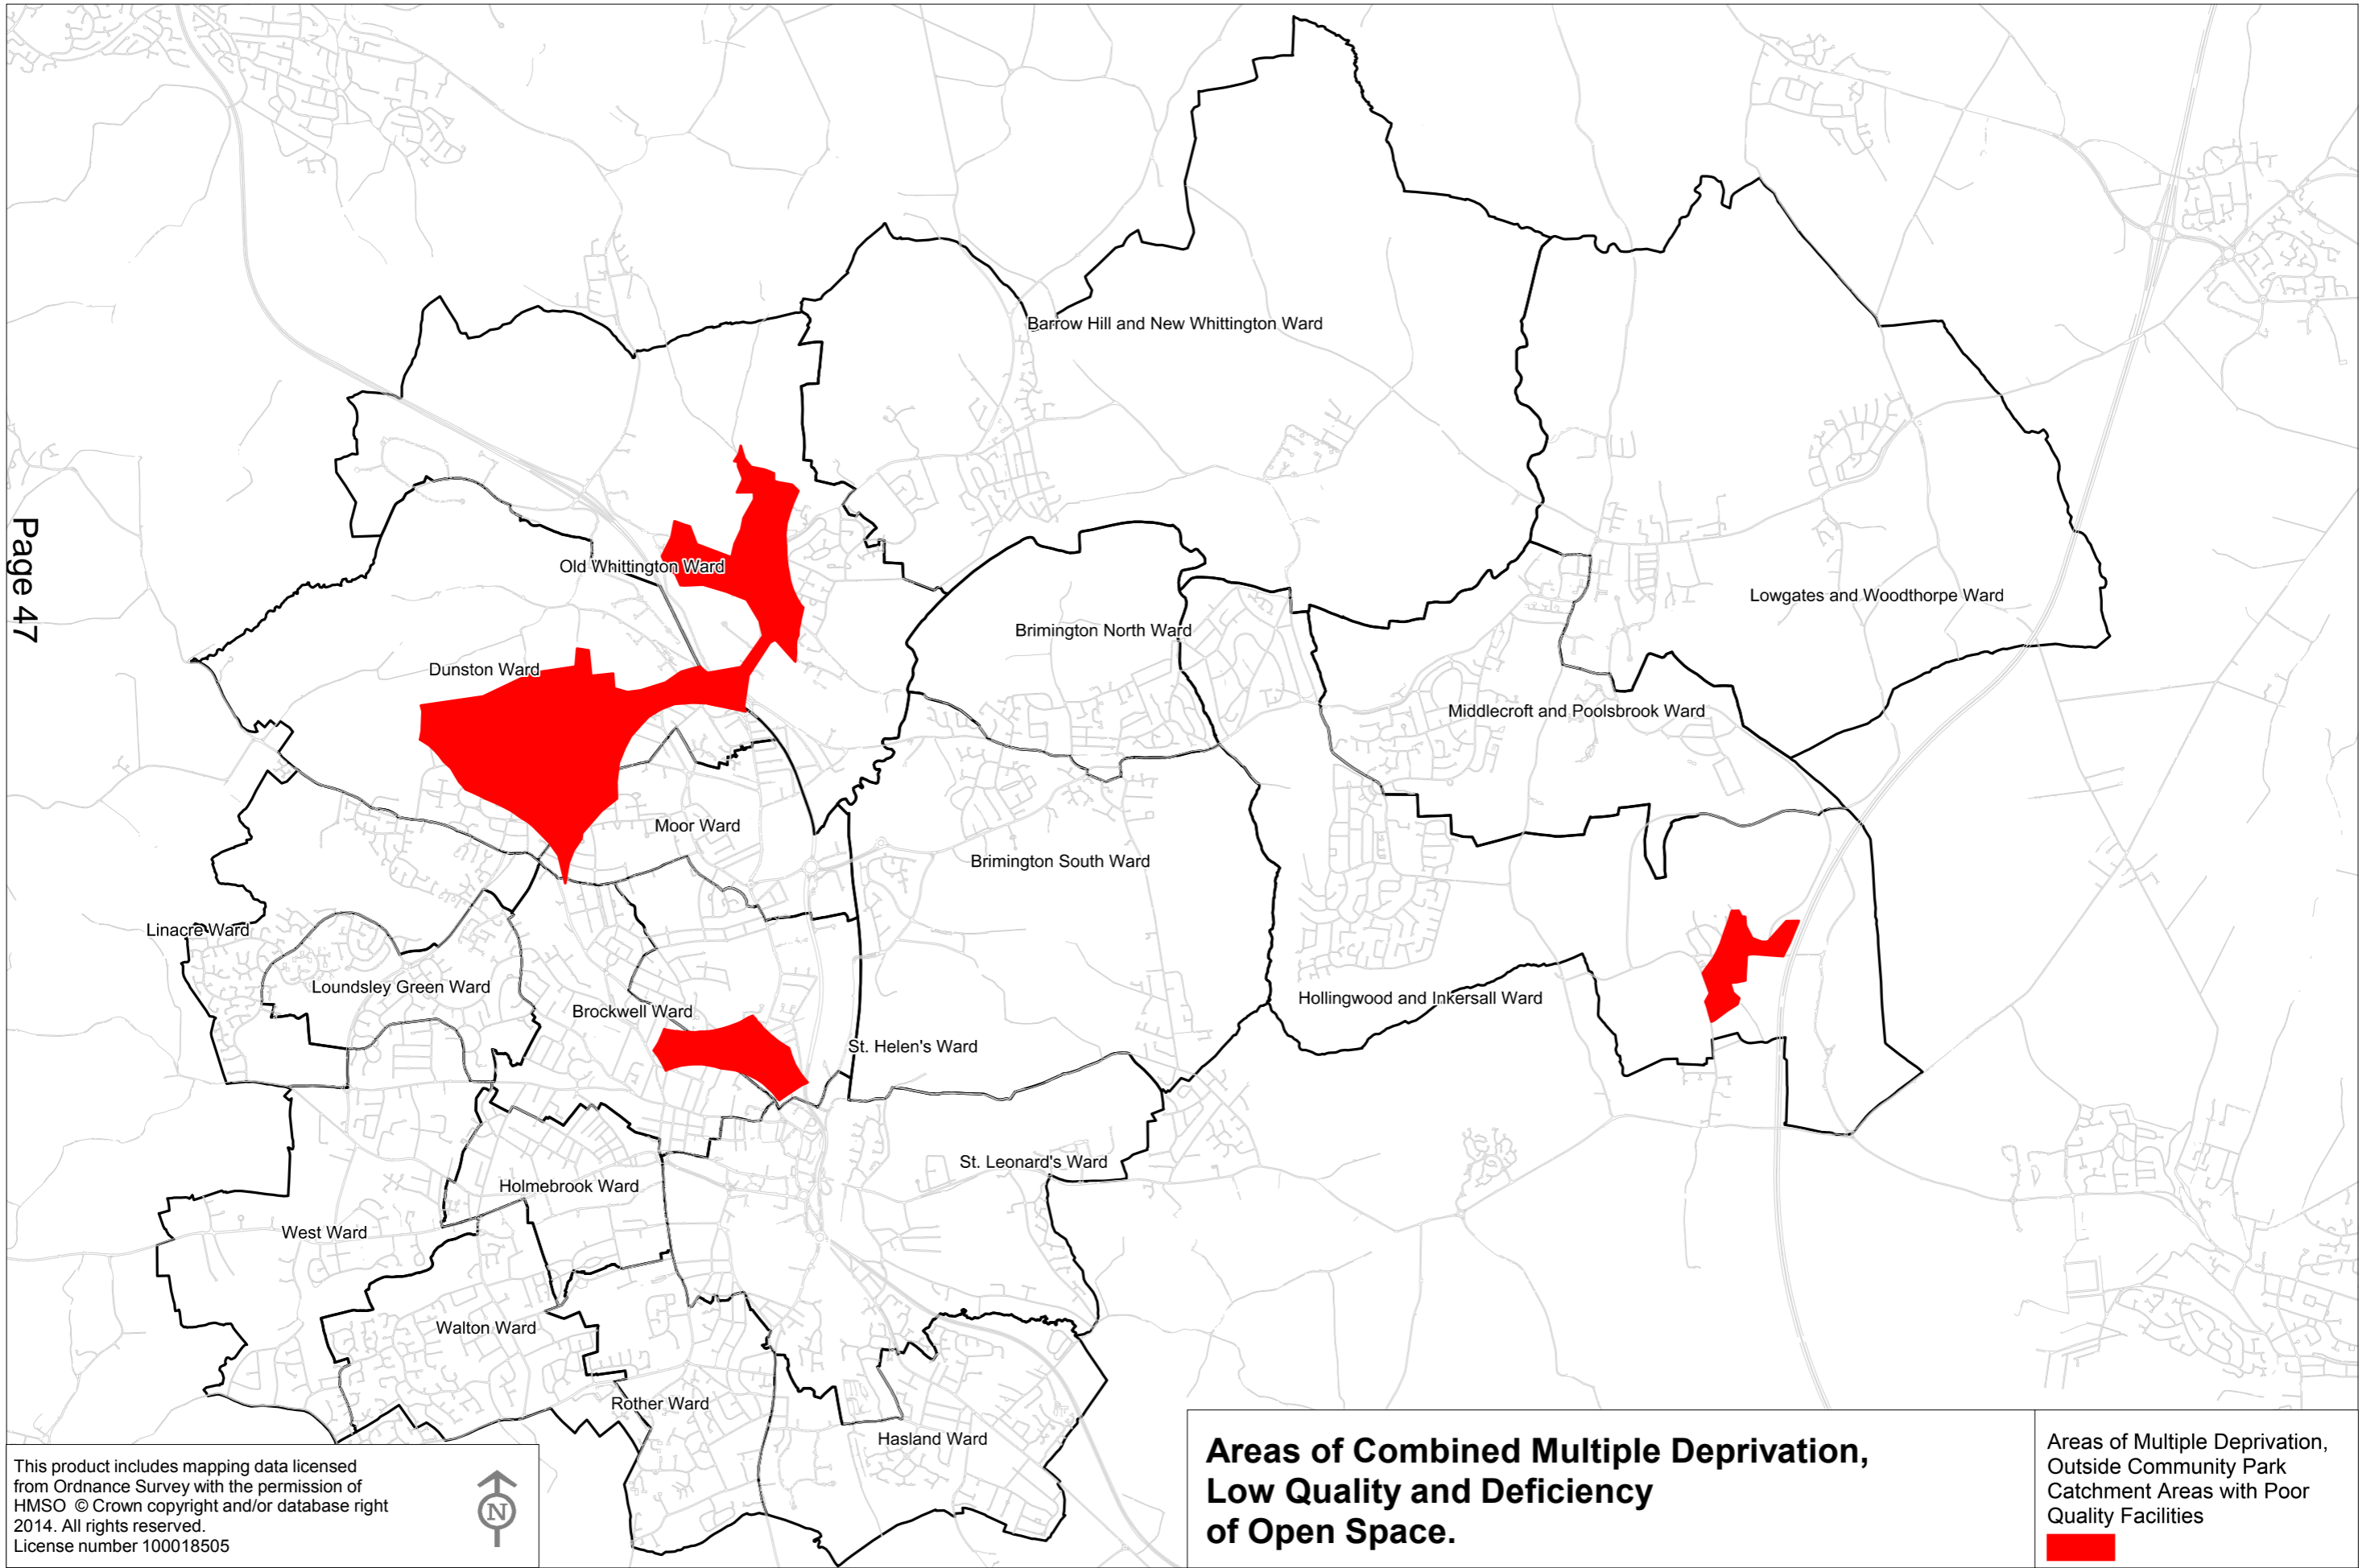 Barrow Hill and New Whittington Ward
Old Whittington Ward
Lowgates and Woodthorpe Ward
Brimington North Ward
Dunston Ward
Middlecroft and Poolsbrook Ward
Moor Ward
Brimington South Ward
Linacre Ward
Loundsley Green Ward
Hollingwood and Inkersall Ward
Brockwell Ward
St. Helen's Ward
St. Leonard's Ward
Holmebrook Ward
West Ward
Walton Ward
Rother Ward
Hasland Ward
Page 47
This product includes mapping data licensed
from Ordnance Survey with the permission of
HMSO © Crown copyright and/or database right
2014. All rights reserved.
License number 100018505
N
Areas of Combined Multiple Deprivation,
Low Quality and Deficiency
of Open Space.
Areas of Multiple Deprivation,
Outside Community Park
Catchment Areas with Poor
Quality Facilities